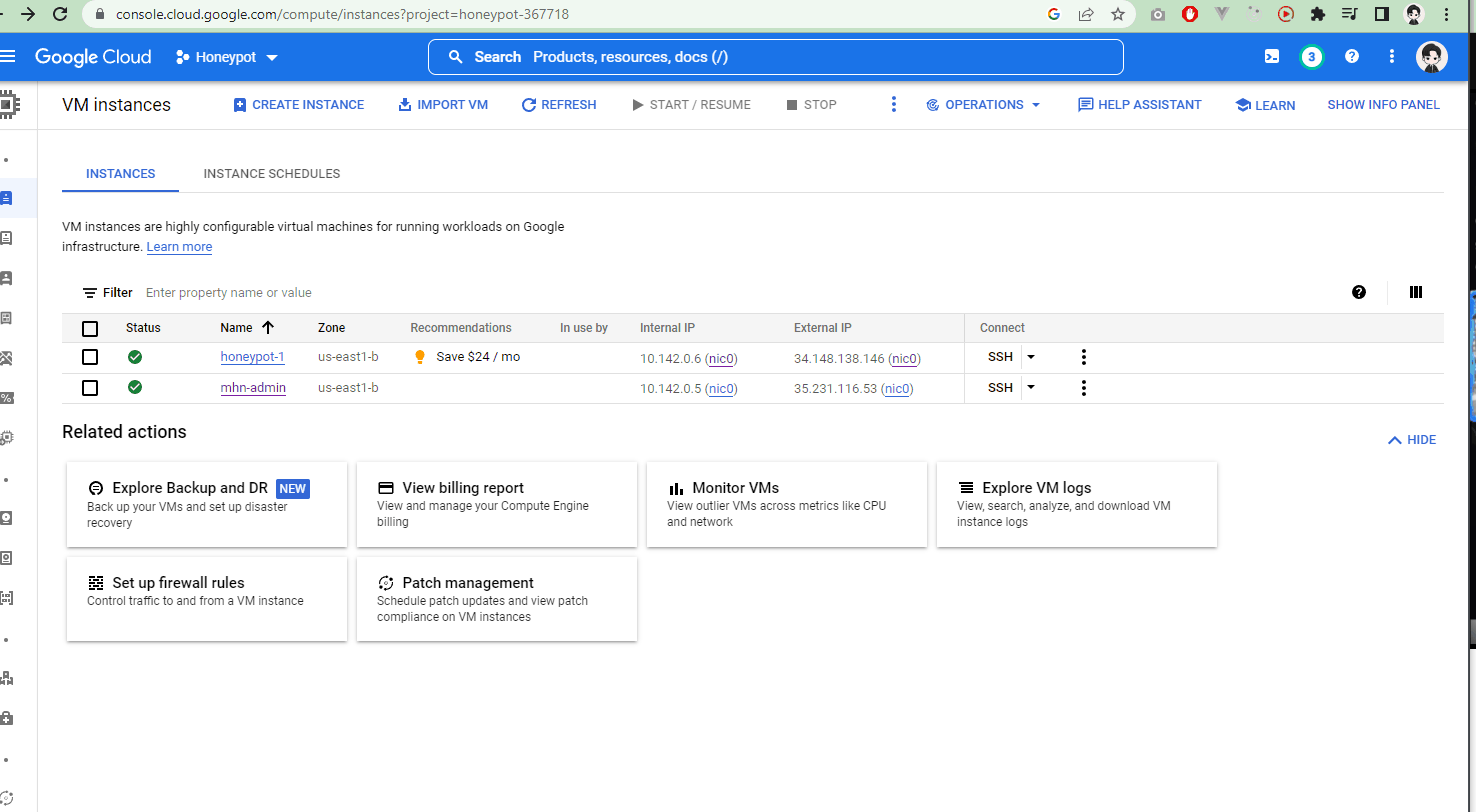 console.cloud.google.com/compute/instances?project=honeypot-367718
Google Cloud Honeypot Search Products, resources, docs (/) 3
VM instances CREATE INSTANCE IMPORT VM REFRESH START / RESUME STOP OPERATIONS HELP ASSISTANT LEARN SHOW INFO PANEL
INSTANCES INSTANCE SCHEDULES
VM instances are highly configurable virtual machines for running workloads on Google
infrastructure. Learn more
Filter Enter property name or value
Status Name Zone Recommendations In use by Internal IP External IP Connect
honeypot-1 us-east1-b Save $24 / mo 10.142.0.6 (nic0) 34.148.138.146 (nic0) SSH
mhn-admin us-east1-b 10.142.0.5 (nic0) 35.231.116.53 (nic0) SSH
Related actions
HIDE
Explore Backup and DR NEW
Back up your VMs and set up disaster
recovery
View billing report
View and manage your Compute Engine
billing
Monitor VMs
View outlier VMs across metrics like CPU
and network
Explore VM logs
View, search, analyze, and download VM
instance logs
Set up firewall rules
Control traffic to and from a VM instance
Patch management
Schedule patch updates and view patch
compliance on VM instances